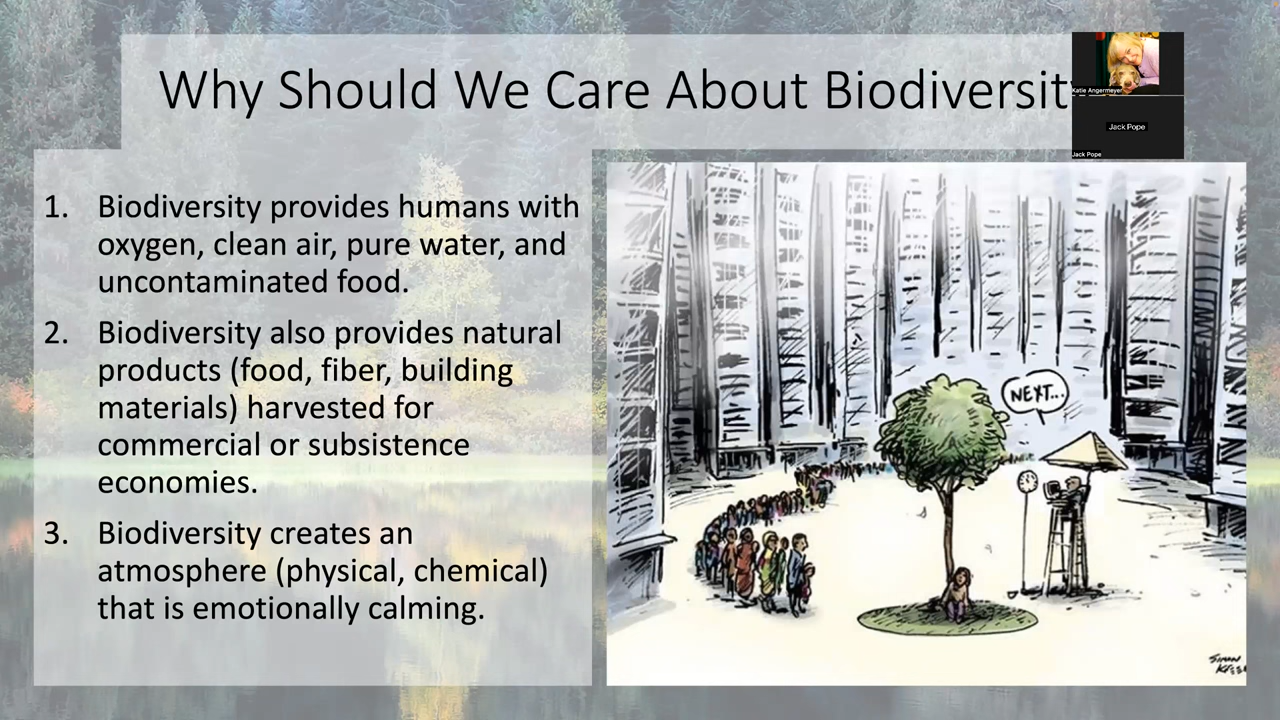 Why Should We Care About Biodiversit
Katie Angermeyer
Jack Pope
Jack Pope
1. Biodiversity provides humans with
oxygen, clean air, pure water, and
uncontaminated food.
2. Biodiversity also provides natural
products (food, fiber, building
materials) harvested for
commercial or subsistence
economies.
3. Biodiversity creates an
atmosphere (physical, chemical)
that is emotionally calming.
NEXT...